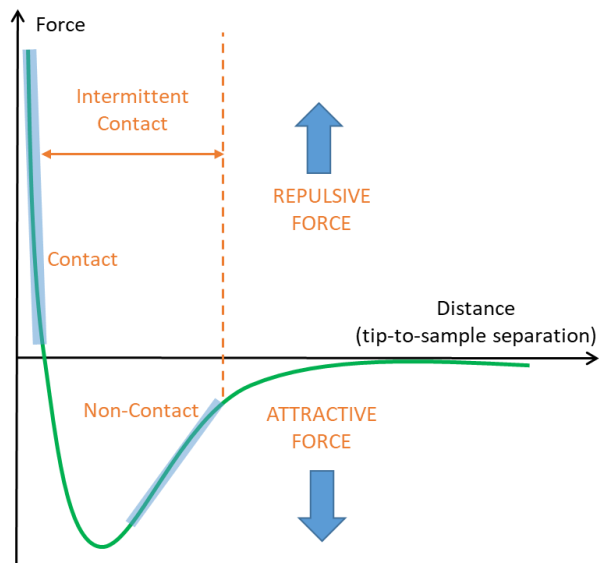 Force
Intermittent
Contact
REPULSIVE
FORCE
Contact
Distance
(tip-to-sample separation)
Non-Contact
ATTRACTIVE
FORCE